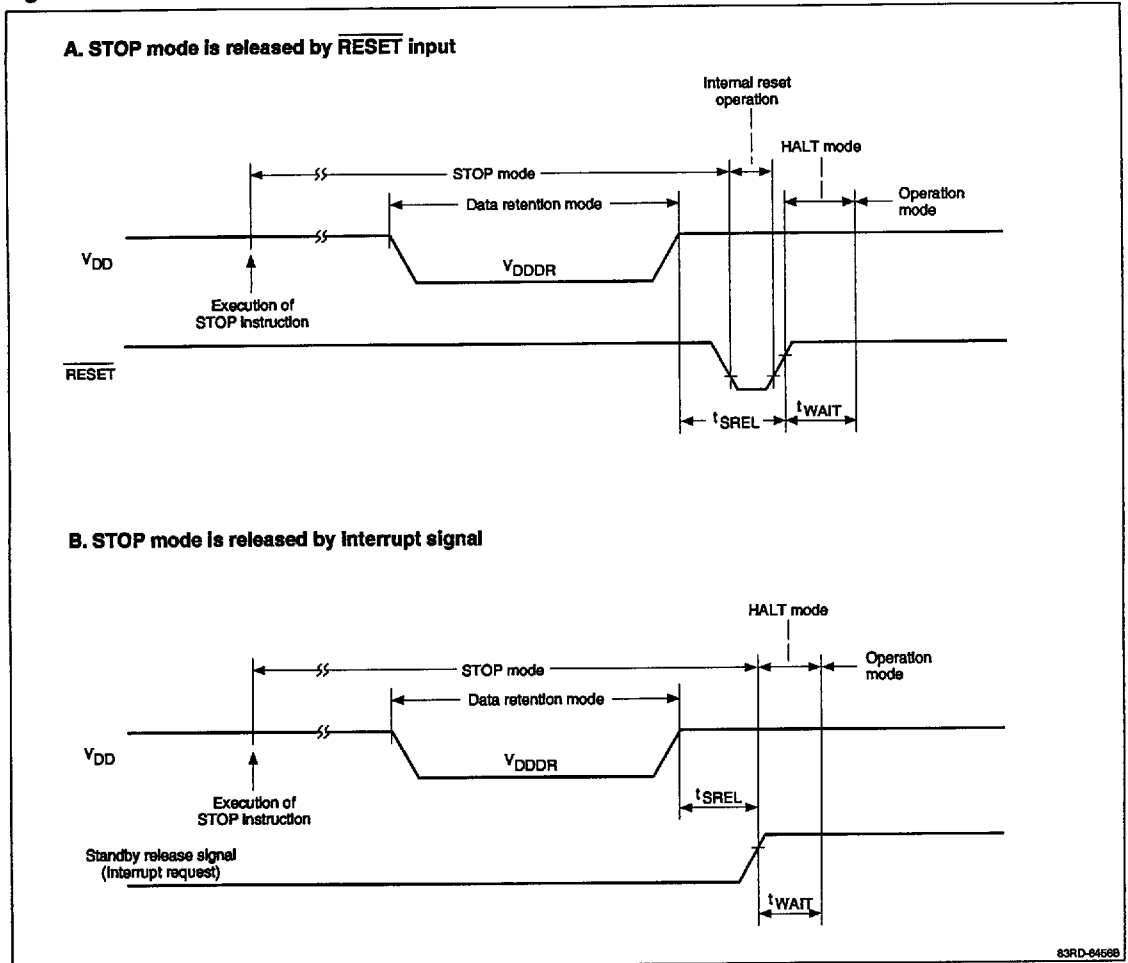 A. STOP mode is released by RESET input
Internal reset
operation
HALT mode
STOP mode
Operation
mode
Data retention mode
VDD
VDDDR
Execution of
STOP instruction
RESET
tSREL
tWAIT
B. STOP mode is released by interrupt signal
HALT mode
STOP mode
Operation
mode
Data retention mode
VDD
VDDDR
tSREL
Execution of
STOP instruction
Standby release signal
(Interrupt request)
tWAIT
83RD-6456B